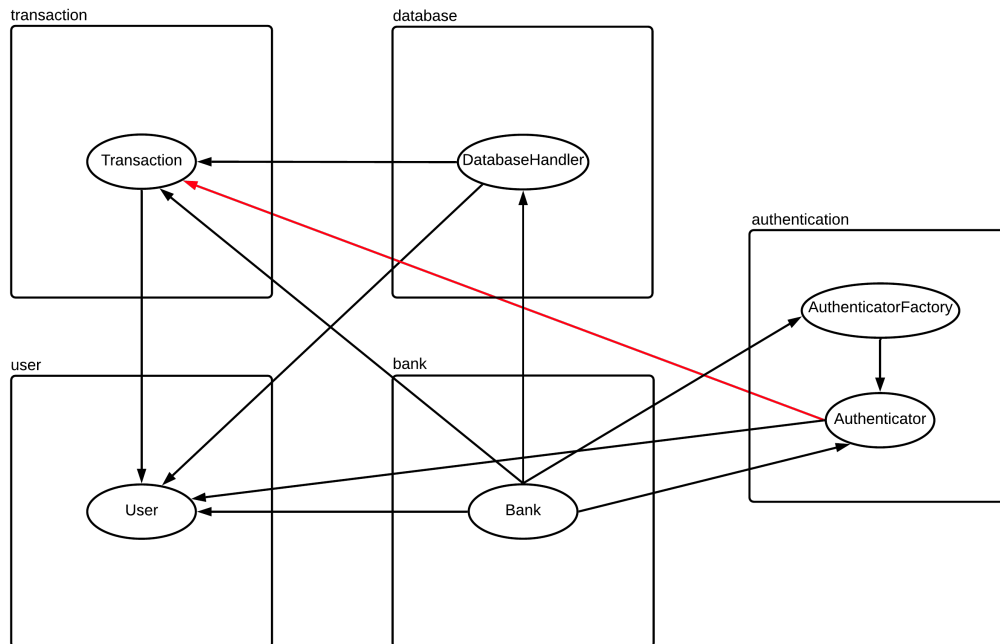 transaction
database
Transaction
DatabaseHandler
authentication
AuthenticatorFactory
user
bank
Authenticator
User
Bank